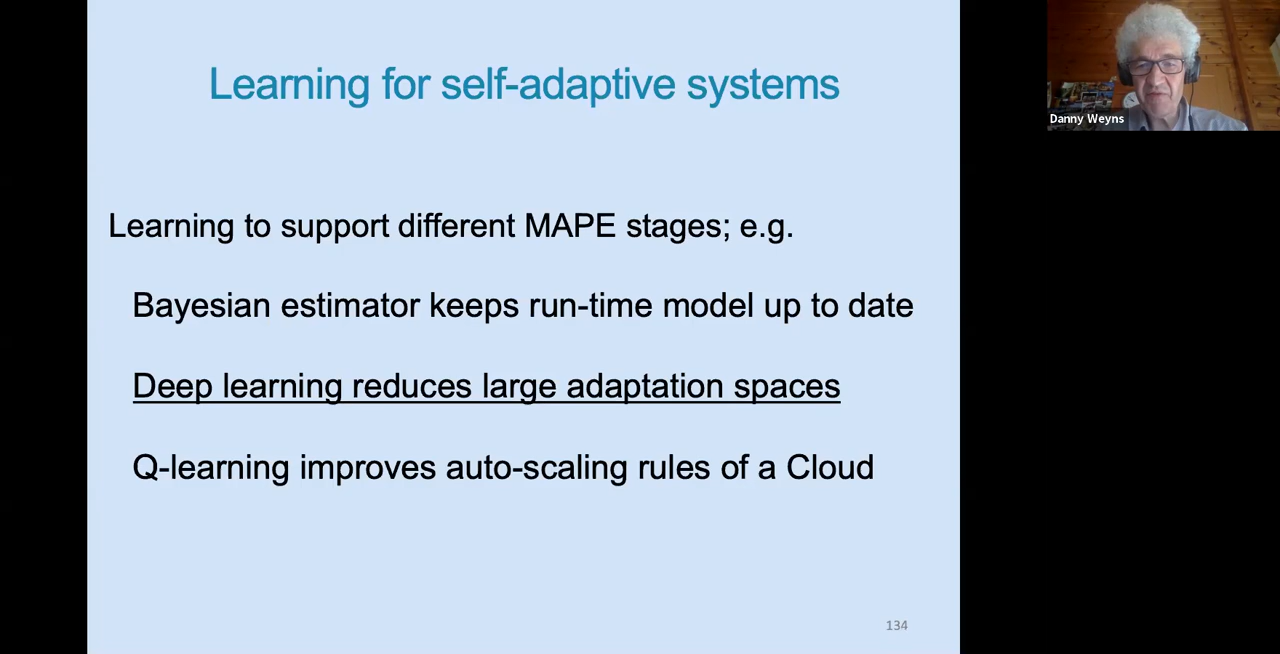 Learning for self-adaptive systems
Danny Weyns
Learning to support different MAPE stages; e.g.
Bayesian estimator keeps run-time model up to date
Deep learning reduces large adaptation spaces
Q-learning improves auto-scaling rules of a Cloud
134